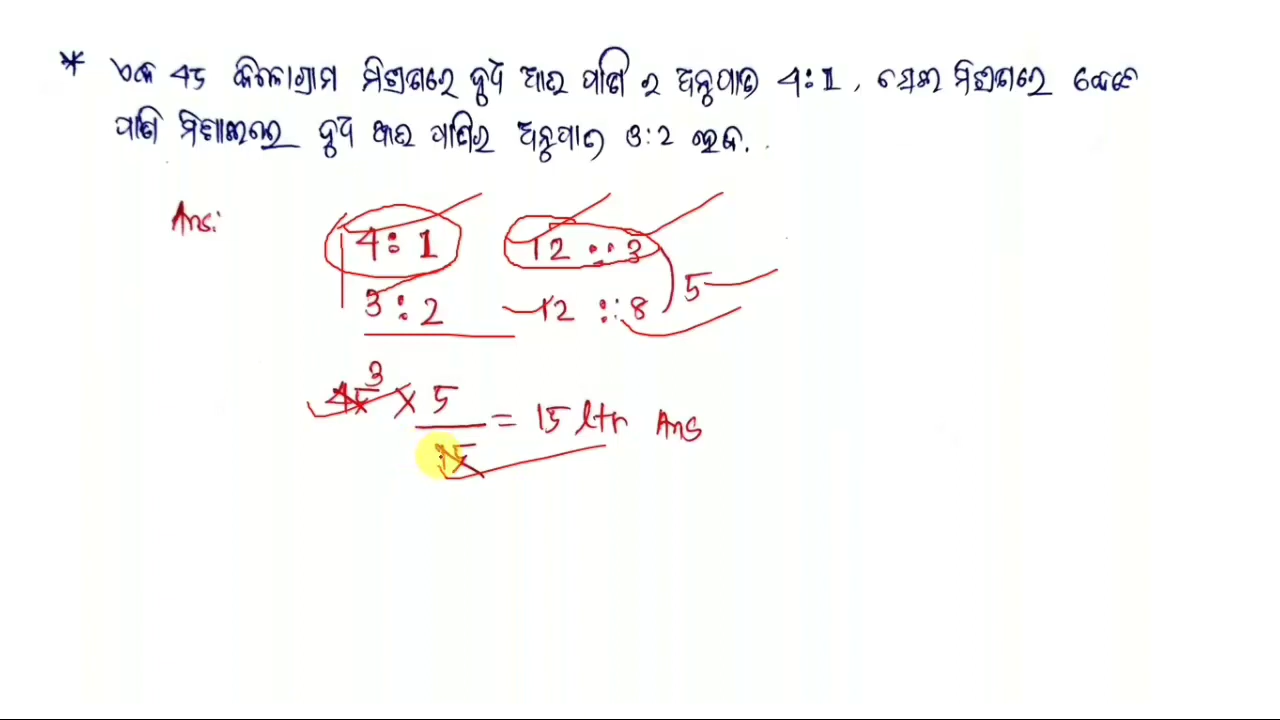 * ଏକ 45 କିଲୋଗ୍ରାମ ମିଶ୍ରଣରେ ଦୁଧ ଆଉ ପାଣି ର ଅନୁପାତ 4:1, ସେଇ ମିଶ୍ରଣରେ କେତେ
ପାଣି ମିଶାଇଲେ ଦୁଧ ଆଉ ପାଣିର ଅନୁପାତ ୩:2 ହେବ.
Ans:
4:1 12::3
3:2 12::8 5
45 3 × 5
15 = 15 ltr Ans